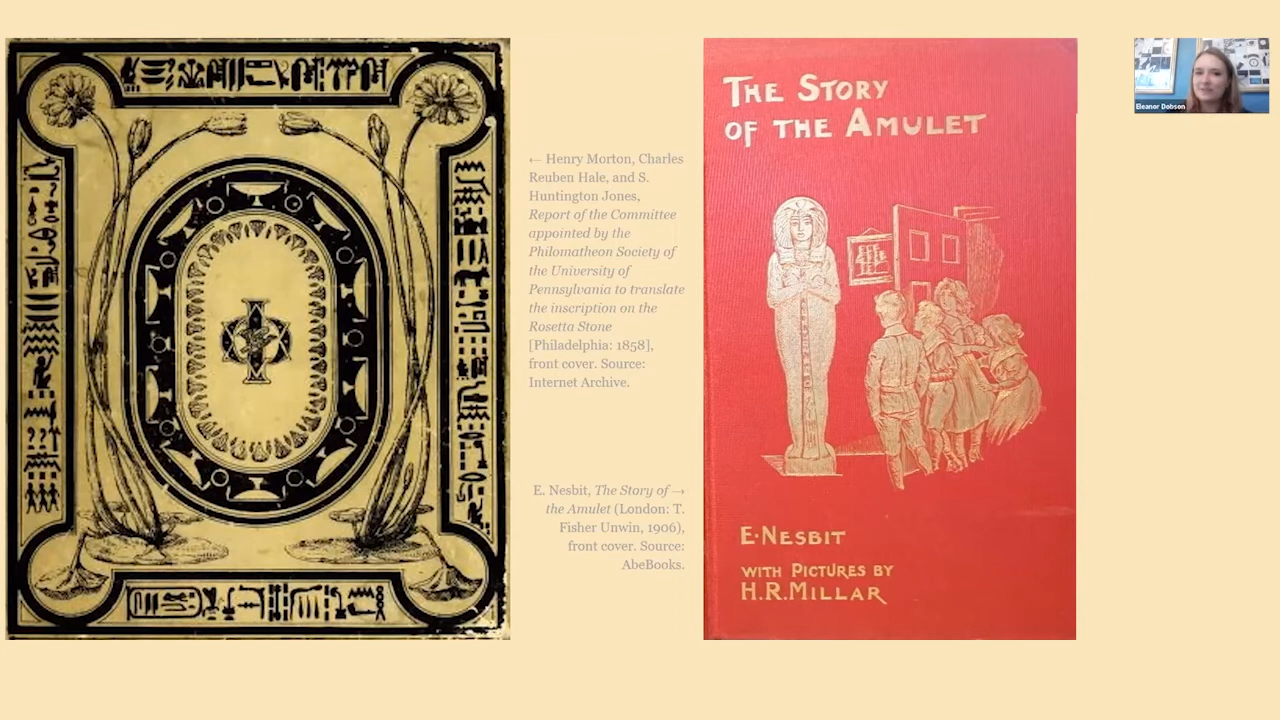 ← Henry Morton, Charles
Reuben Hale, and S.
Huntington Jones,
Report of the Committee
appointed by the
Philomatheon Society of
the University of
Pennsylvania to translate
the inscription on the
Rosetta Stone
[Philadelphia: 1858],
front cover. Source:
Internet Archive.
E. Nesbit, The Story of →
the Amulet (London: T.
Fisher Unwin, 1906),
front cover. Source:
AbeBooks.
THE STORY
OF THE AMULET
E·NESBIT
WITH PICTURES BY
H.R.MILLAR
Eleanor Dobson